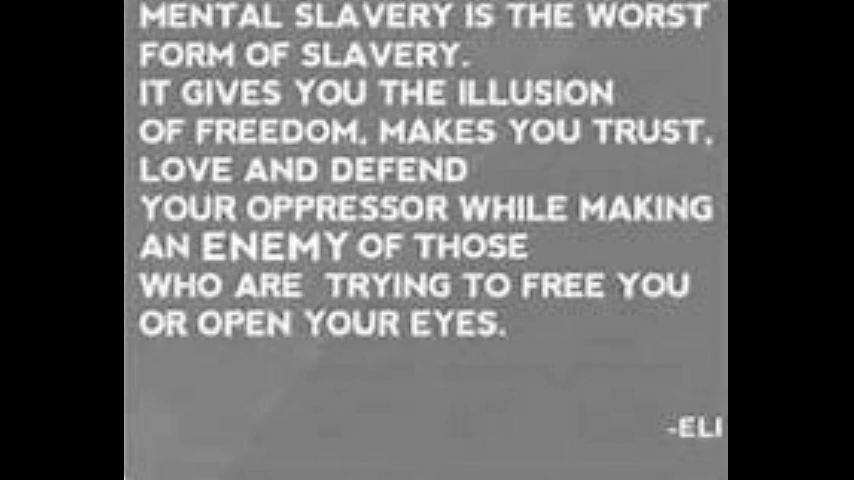 MENTAL SLAVERY IS THE WORST
FORM OF SLAVERY.
IT GIVES YOU THE ILLUSION
OF FREEDOM, MAKES YOU TRUST,
LOVE AND DEFEND
YOUR OPPRESSOR WHILE MAKING
AN ENEMY OF THOSE
WHO ARE TRYING TO FREE YOU
OR OPEN YOUR EYES.
-ELI